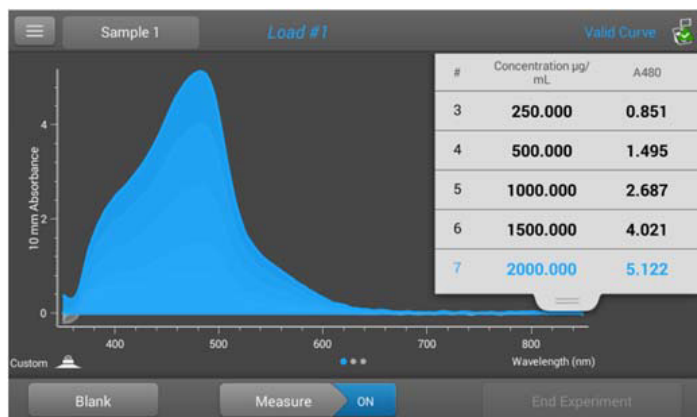 Sample 1
Load #1
Valid Curve
# Concentration µg/ mL A480
3 250.000 0.851
4 500.000 1.495
5 1000.000 2.687
6 1500.000 4.021
7 2000.000 5.122
10 mm Absorbance
4
2
0
400 500 600 700 800
Custom
Wavelength (nm)
Blank
Measure ON
End Experiment